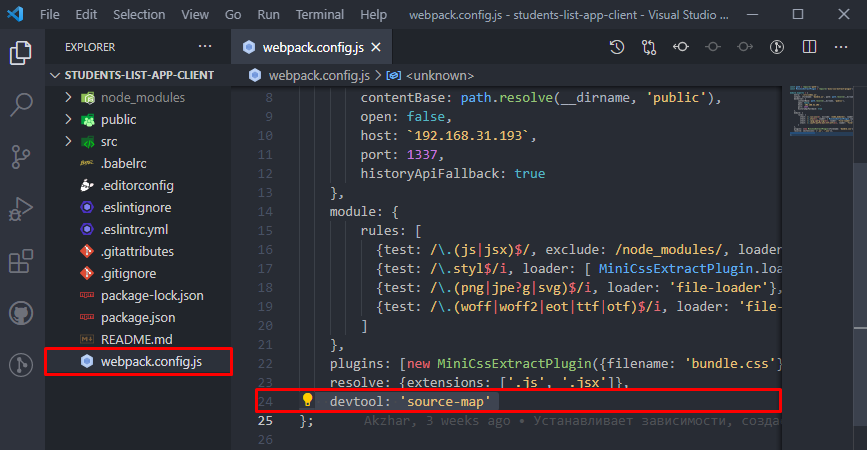 File Edit Selection View Go Run Terminal Help webpack.config.js - students-list-app-client - Visual Studio ...
EXPLORER
webpack.config.js
STUDENTS-LIST-APP-CLIENT
webpack.config.js > <unknown>
node_modules
public
src
.babelrc
.editorconfig
.eslintignore
.eslintrc.yml
.gitattributes
.gitignore
package-lock.json
package.json
README.md
webpack.config.js
8 contentBase: path.resolve(__dirname, 'public'),
9 open: false,
10 host: `192.168.31.193`,
11 port: 1337,
12 historyApiFallback: true
13 },
14 module: {
15 rules: [
16 {test: /\.(js|jsx)$/, exclude: /node_modules/, loader
17 {test: /\.styl$/i, loader: [ MiniCssExtractPlugin.loa
18 {test: /\.(png|jpe?g|svg)$/i, loader: 'file-loader'},
19 {test: /\.(woff|woff2|eot|ttf|otf)$/i, loader: 'file-
20 ]
21 },
22 plugins: [new MiniCssExtractPlugin({filename: 'bundle.css'}
23 resolve: {extensions: ['.js', '.jsx']},
24 devtool: 'source-map'
25 }; Akzhar, 3 weeks ago • Устанавливает зависимости, создае
26